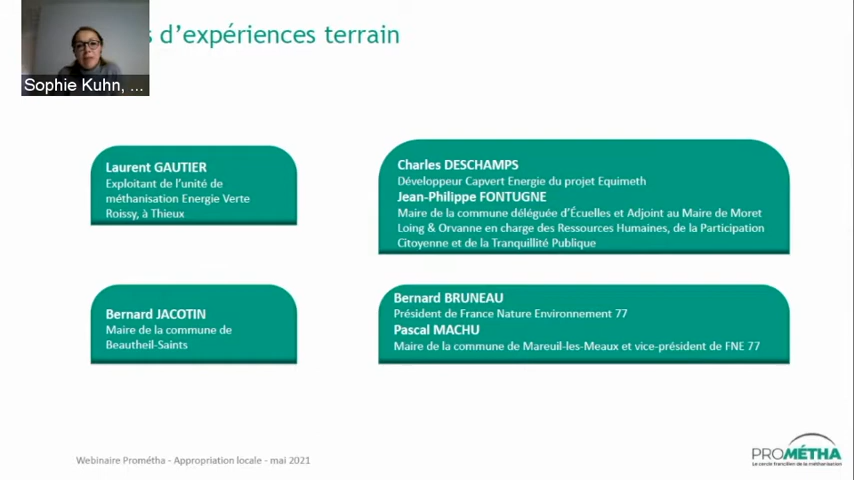 s d’expériences terrain
Sophie Kuhn, ...
Laurent GAUTIER
Exploitant de l’unité de
méthanisation Energie Verte
Roissy, à Thieux
Charles DESCHAMPS
Développeur Capvert Energie du projet Equimeth
Jean-Philippe FONTUGNE
Maire de la commune déléguée d’Écuelles et Adjoint au Maire de Moret
Loing & Orvanne en charge des Ressources Humaines, de la Participation
Citoyenne et de la Tranquillité Publique
Bernard JACOTIN
Maire de la commune de
Beautheil-Saints
Bernard BRUNEAU
Président de France Nature Environnement 77
Pascal MACHU
Maire de la commune de Mareuil-les-Meaux et vice-président de FNE 77
Webinaire Prométha - Appropriation locale - mai 2021
PROMÉTHA
Le cercle francilien de la méthanisation